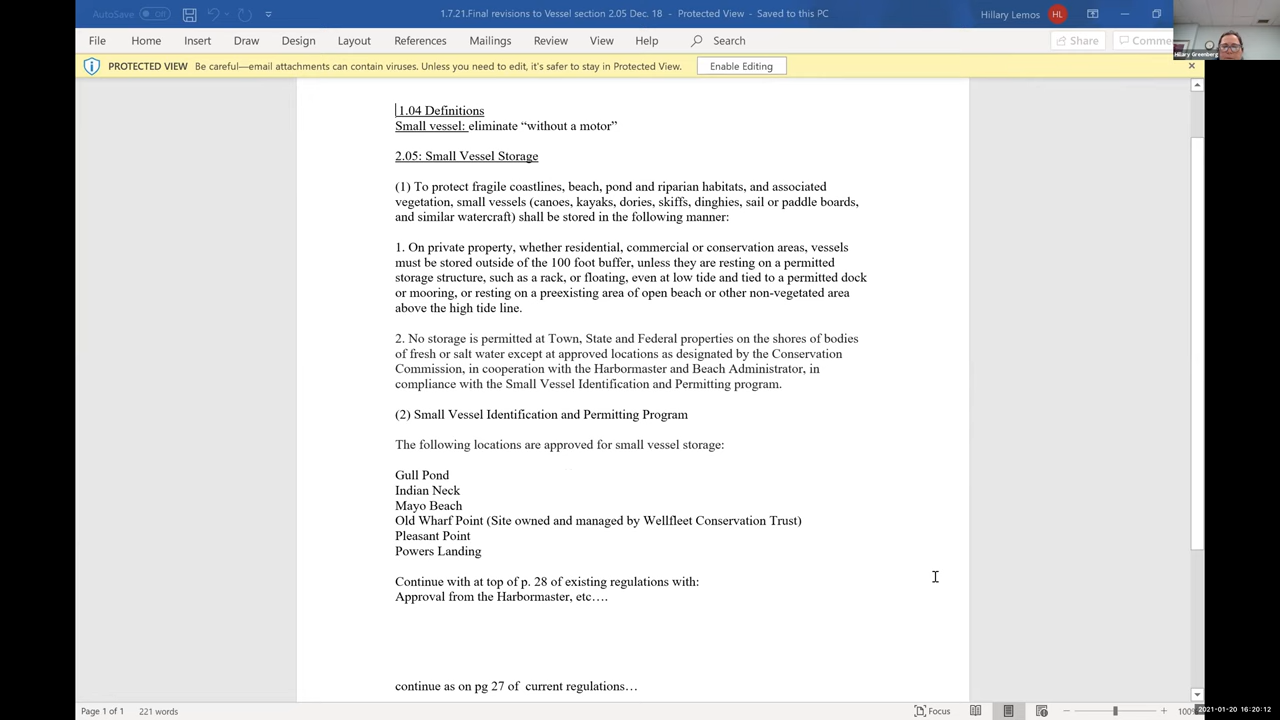 AutoSave Off
1.7.21.Final revisions to Vessel section 2.05 Dec. 18 - Protected View - Saved to this PC
Hillary Lemos HL
File Home Insert Draw Design Layout References Mailings Review View Help Search Share Comme
Hilary Greenberg
PROTECTED VIEW Be careful—email attachments can contain viruses. Unless you need to edit, it's safer to stay in Protected View. Enable Editing
1.04 Definitions
Small vessel: eliminate “without a motor”
2.05: Small Vessel Storage
(1) To protect fragile coastlines, beach, pond and riparian habitats, and associated
vegetation, small vessels (canoes, kayaks, dories, skiffs, dinghies, sail or paddle boards,
and similar watercraft) shall be stored in the following manner:
1. On private property, whether residential, commercial or conservation areas, vessels
must be stored outside of the 100 foot buffer, unless they are resting on a permitted
storage structure, such as a rack, or floating, even at low tide and tied to a permitted dock
or mooring, or resting on a preexisting area of open beach or other non-vegetated area
above the high tide line.
2. No storage is permitted at Town, State and Federal properties on the shores of bodies
of fresh or salt water except at approved locations as designated by the Conservation
Commission, in cooperation with the Harbormaster and Beach Administrator, in
compliance with the Small Vessel Identification and Permitting program.
(2) Small Vessel Identification and Permitting Program
The following locations are approved for small vessel storage:
Gull Pond
Indian Neck
Mayo Beach
Old Wharf Point (Site owned and managed by Wellfleet Conservation Trust)
Pleasant Point
Powers Landing
Continue with at top of p. 28 of existing regulations with:
Approval from the Harbormaster, etc….
continue as on pg 27 of current regulations…
Page 1 of 1 221 words Focus 100%
2021-01-20 16:20:12